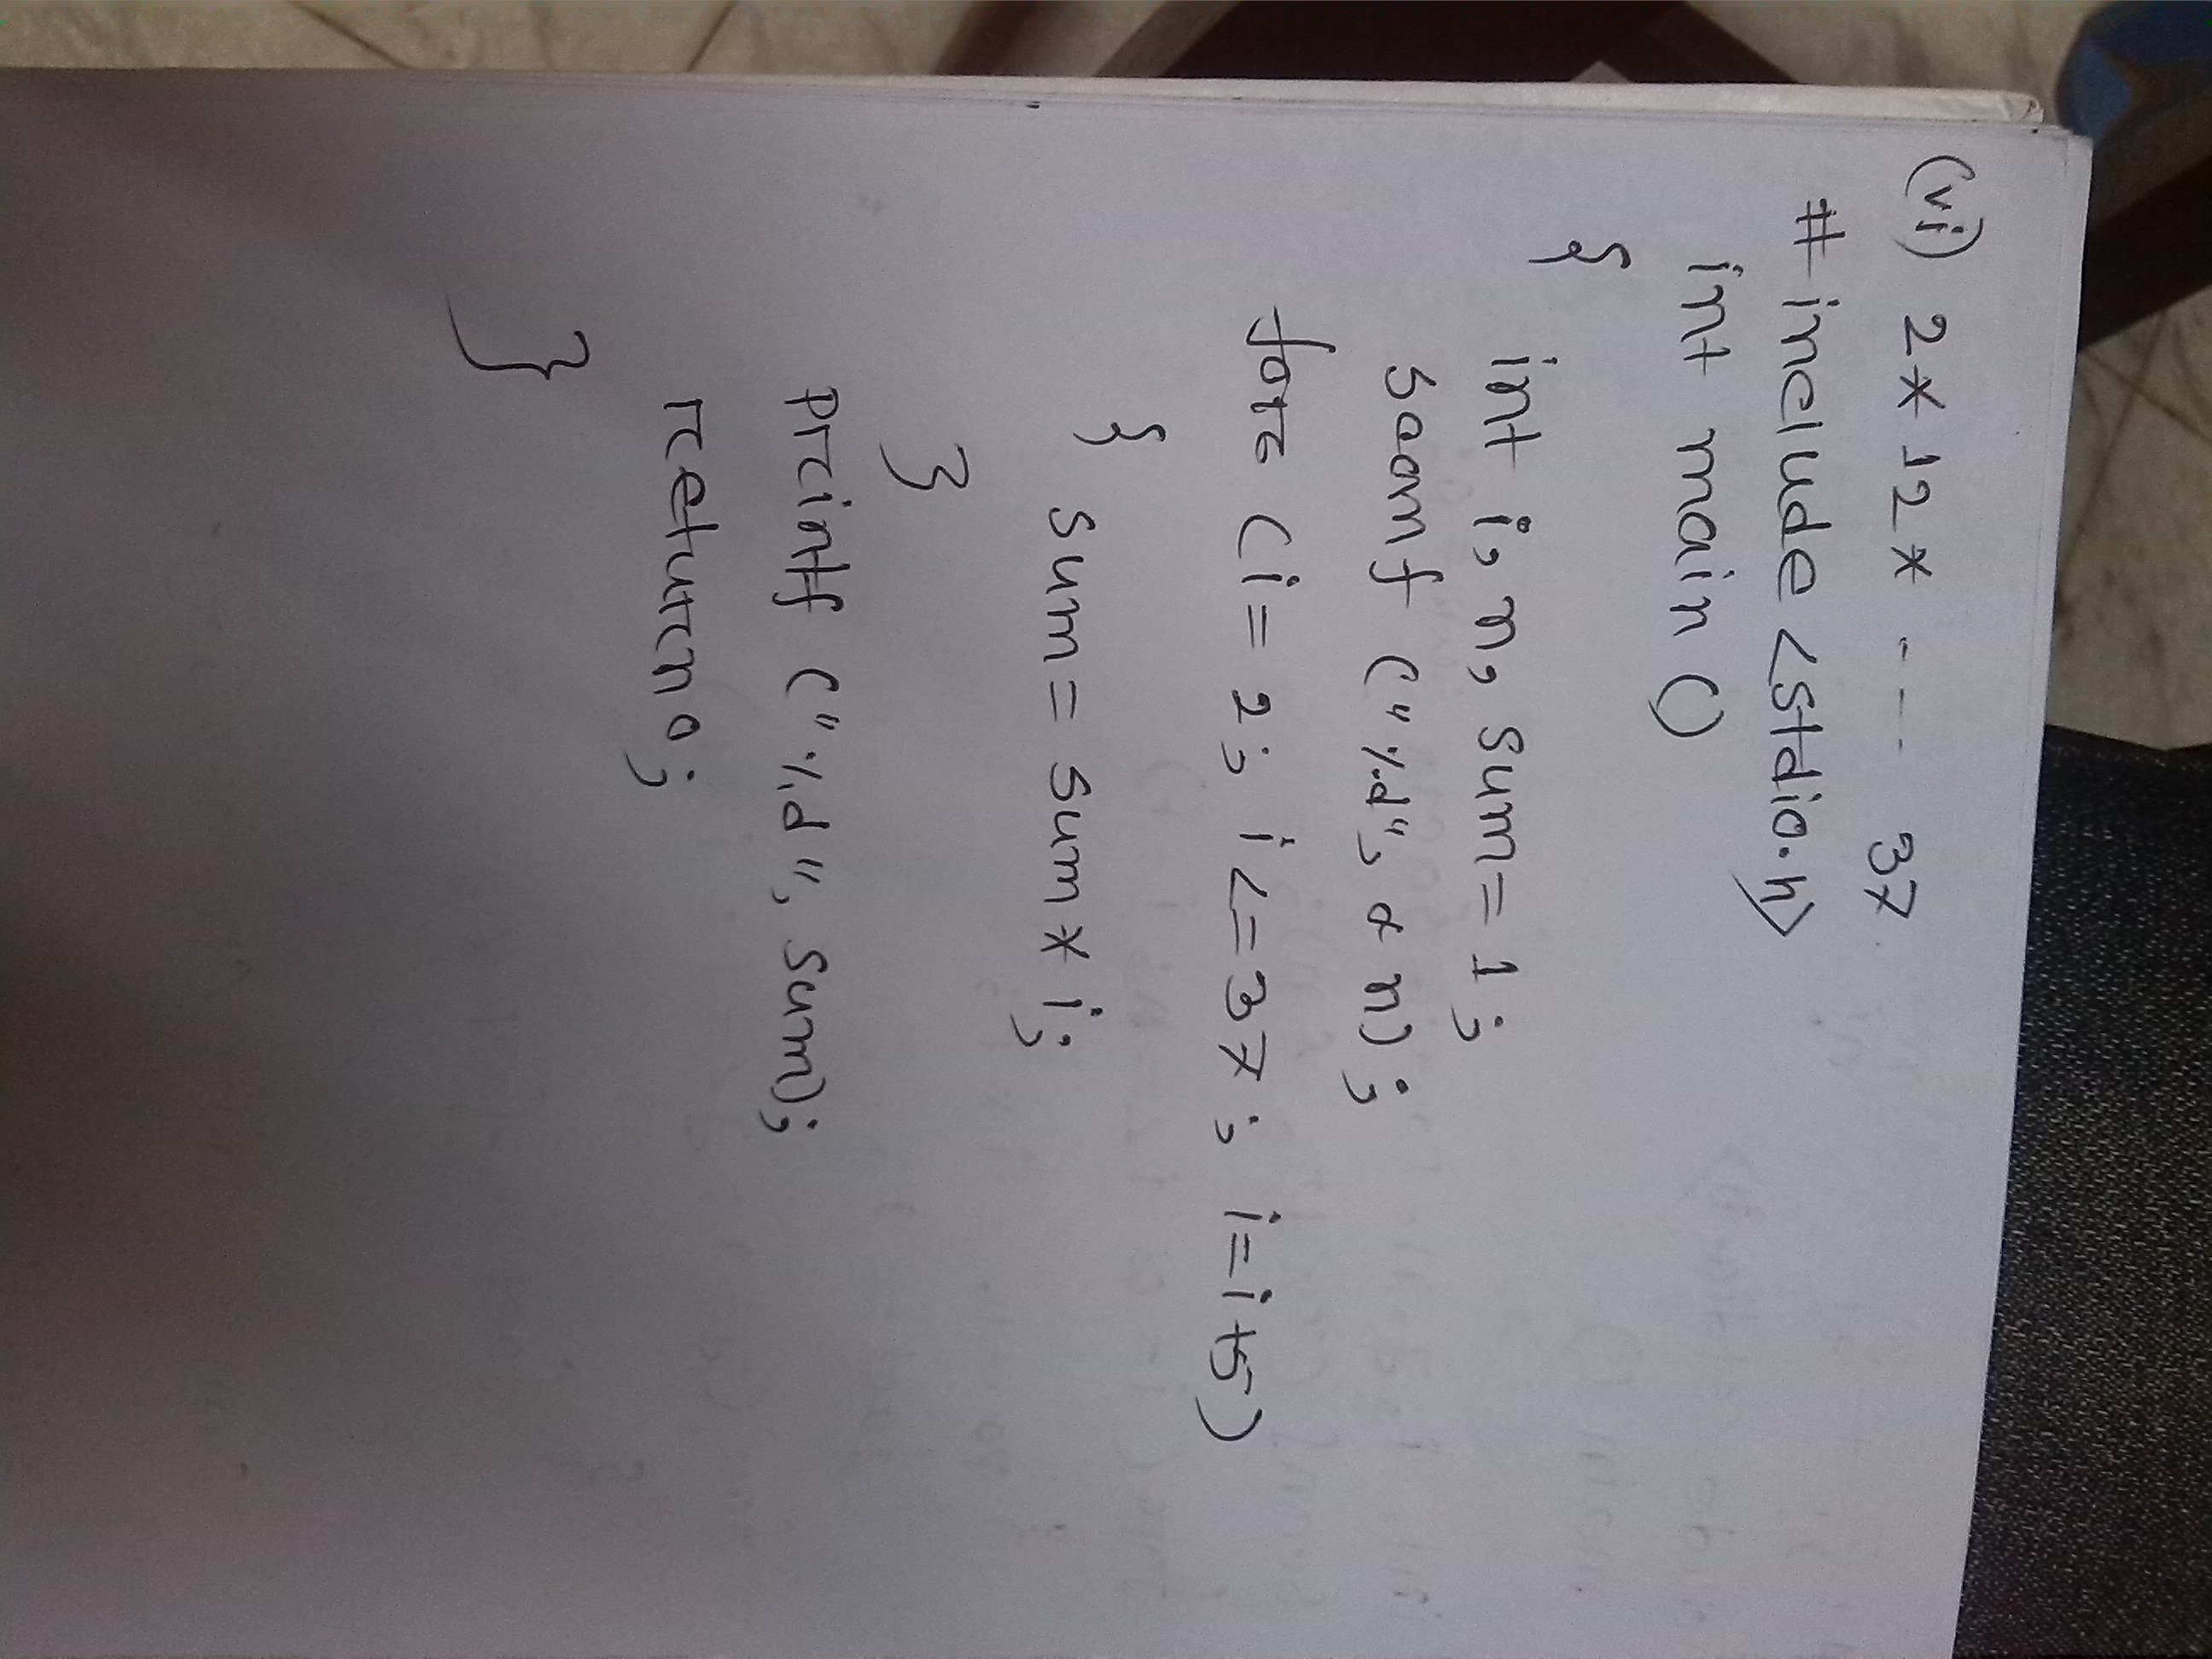 (vi) 2 * 12 * ---- 37
# include <stdio.h>
int main ()
{
int i, n, sum = 1;
scanf ("%d", & n);
for (i = 2; i <= 37; i = i +5)
{
sum = sum * i;
}
printf ("%d", sum);
return 0;
}